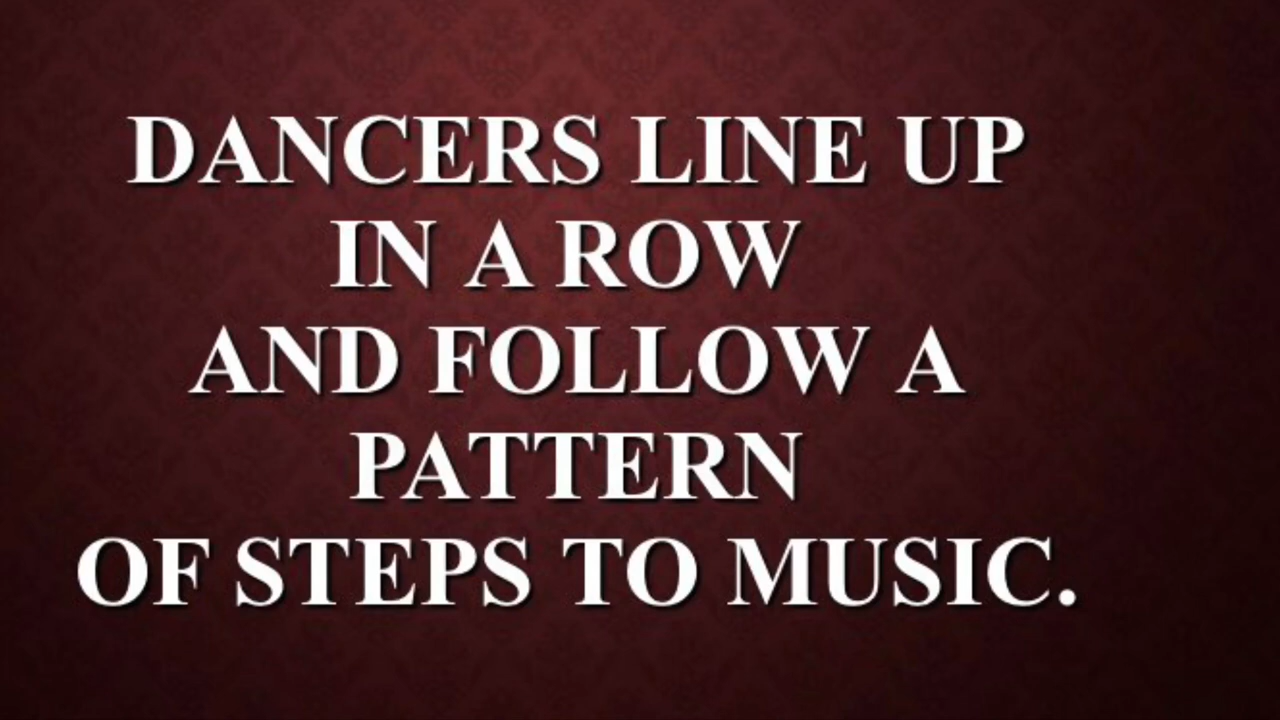 DANCERS LINE UP
IN A ROW
AND FOLLOW A
PATTERN
OF STEPS TO MUSIC.